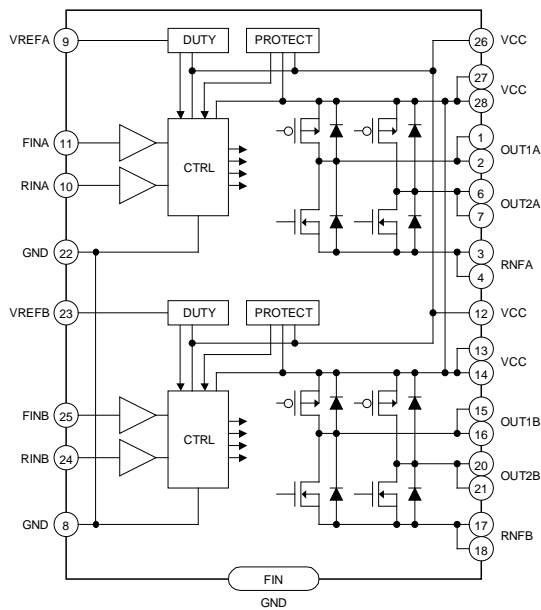 VREFA 9 DUTY PROTECT 26 VCC
27
VCC
28
FINA 11 1
CTRL OUT1A
RINA 10 2
6
OUT2A
7
GND 22 3
RNFA
4
VREFB 23 DUTY PROTECT 12 VCC
13
VCC
14
FINB 25 15
CTRL OUT1B
RINB 24 16
20
OUT2B
21
GND 8 17
RNFB
18
FIN
GND